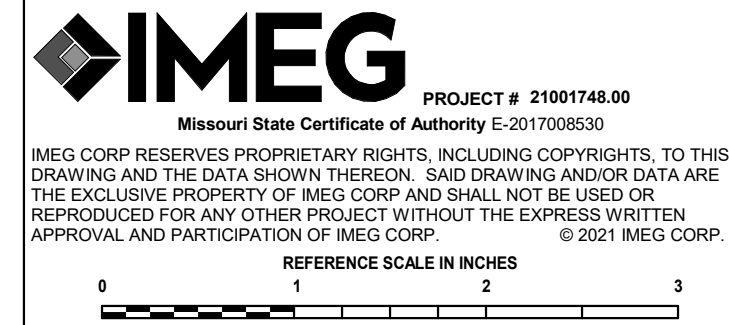 IMEG
PROJECT # 21001748.00
Missouri State Certificate of Authority E-2017008530
IMEG CORP RESERVES PROPRIETARY RIGHTS, INCLUDING COPYRIGHTS, TO THIS
DRAWING AND THE DATA SHOWN THEREON. SAID DRAWING AND/OR DATA ARE
THE EXCLUSIVE PROPERTY OF IMEG CORP AND SHALL NOT BE USED OR
REPRODUCED FOR ANY OTHER PROJECT WITHOUT THE EXPRESS WRITTEN
APPROVAL AND PARTICIPATION OF IMEG CORP. © 2021 IMEG CORP.
REFERENCE SCALE IN INCHES
0 1 2 3